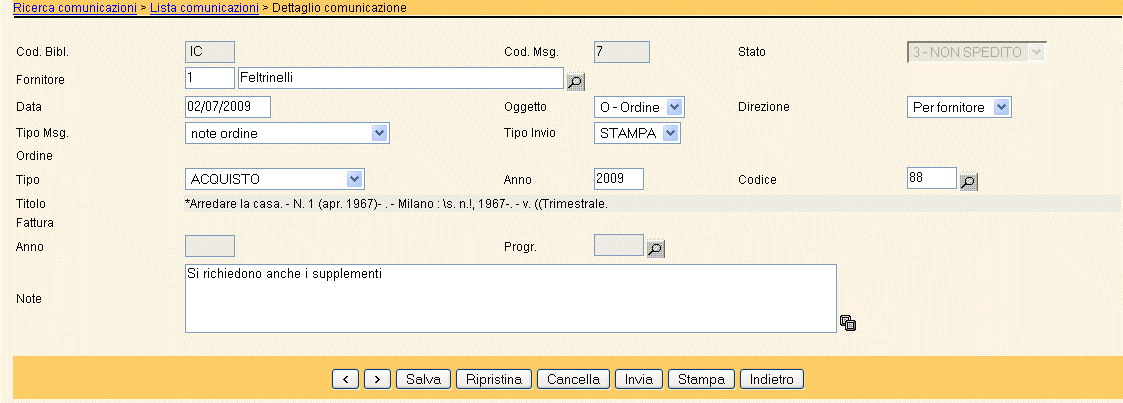 Ricerca comunicazioni > Lista comunicazioni > Dettaglio comunicazione
Cod. Bibl. IC Cod. Msg. 7 Stato 3 - NON SPEDITO
Fornitore 1 Feltrinelli
Data 02/07/2009 Oggetto O - Ordine Direzione Per fornitore
Tipo Msg. note ordine Tipo Invio STAMPA
Ordine
Tipo ACQUISTO Anno 2009 Codice 88
Titolo *Arredare la casa. - N. 1 (apr. 1967)- . - Milano : \s. n.!, 1967-. - v. ((Trimestrale.
Fattura
Anno Progr.
Note Si richiedono anche i supplementi
< > Salva Ripristina Cancella Invia Stampa Indietro